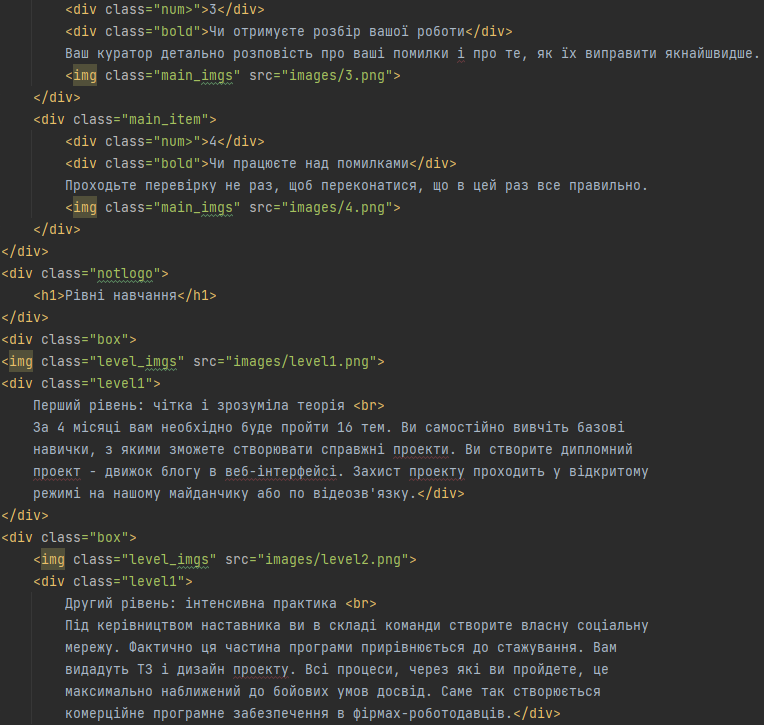 <div class="num>">3</div>
<div class="bold">Чи отримуєте розбір вашої роботи</div>
Ваш куратор детально розповість про ваші помилки і про те, як їх виправити якнайшвидше.
<img class="main_imgs" src="images/3.png">
</div>
<div class="main_item">
<div class="num>">4</div>
<div class="bold">Чи працюєте над помилками</div>
Проходьте перевірку не раз, щоб переконатися, що в цей раз все правильно.
<img class="main_imgs" src="images/4.png">
</div>
</div>
<div class="notlogo">
<h1>Рівні навчання</h1>
</div>
<div class="box">
<img class="level_imgs" src="images/level1.png">
<div class="level1">
Перший рівень: чітка і зрозуміла теорія <br>
За 4 місяці вам необхідно буде пройти 16 тем. Ви самостійно вивчіть базові
навички, з якими зможете створювати справжні проекти. Ви створите дипломний
проект - движок блогу в веб-інтерфейсі. Захист проекту проходить у відкритому
режимі на нашому майданчику або по відеозв'язку.</div>
</div>
<div class="box">
<img class="level_imgs" src="images/level2.png">
<div class="level1">
Другий рівень: інтенсивна практика <br>
Під керівництвом наставника ви в складі команди створите власну соціальну
мережу. Фактично ця частина програми прирівнюється до стажування. Вам
видадуть ТЗ і дизайн проекту. Всі процеси, через які ви пройдете, це
максимально наближений до бойових умов досвід. Саме так створюється
комерційне програмне забезпечення в фірмах-роботодавців.</div>